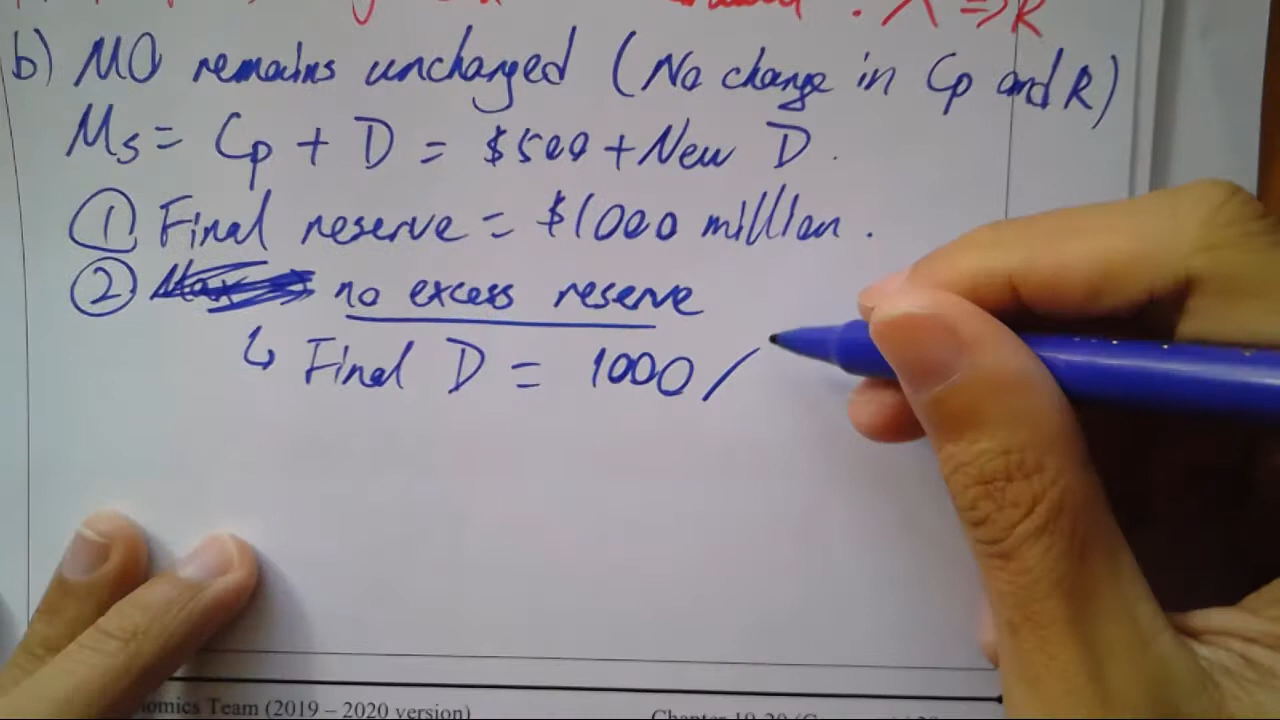 => R
b) MO remains unchanged (No change in Cp and R)
Ms = Cp + D = $500 + New D.
① Final reserve = $1000 million.
② no excess reserve
↳ Final D = 1000 /
omics Team (2019 – 2020 version)